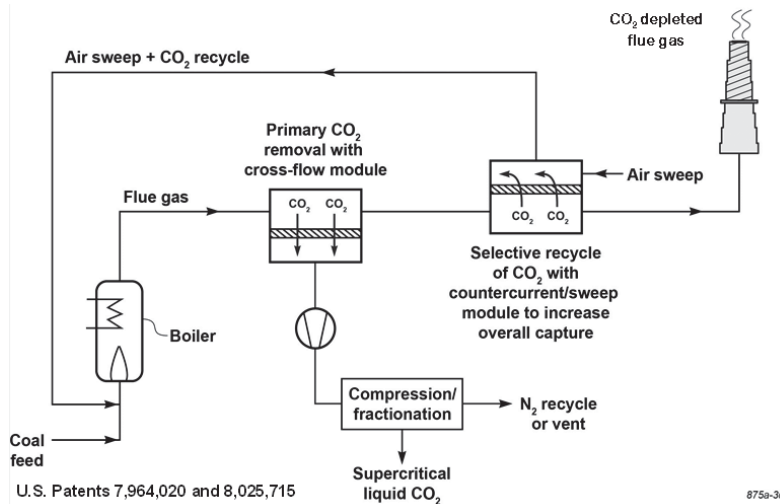 CO₂ depleted
flue gas
Air sweep + CO₂ recycle
Primary CO₂
removal with
cross-flow module
Air sweep
Flue gas
CO₂ CO₂
CO₂ CO₂
Selective recycle
of CO₂ with
countercurrent/sweep
module to increase
overall capture
Boiler
Compression/
fractionation
N₂ recycle
or vent
Coal
feed
Supercritical
liquid CO₂
U.S. Patents 7,964,020 and 8,025,715